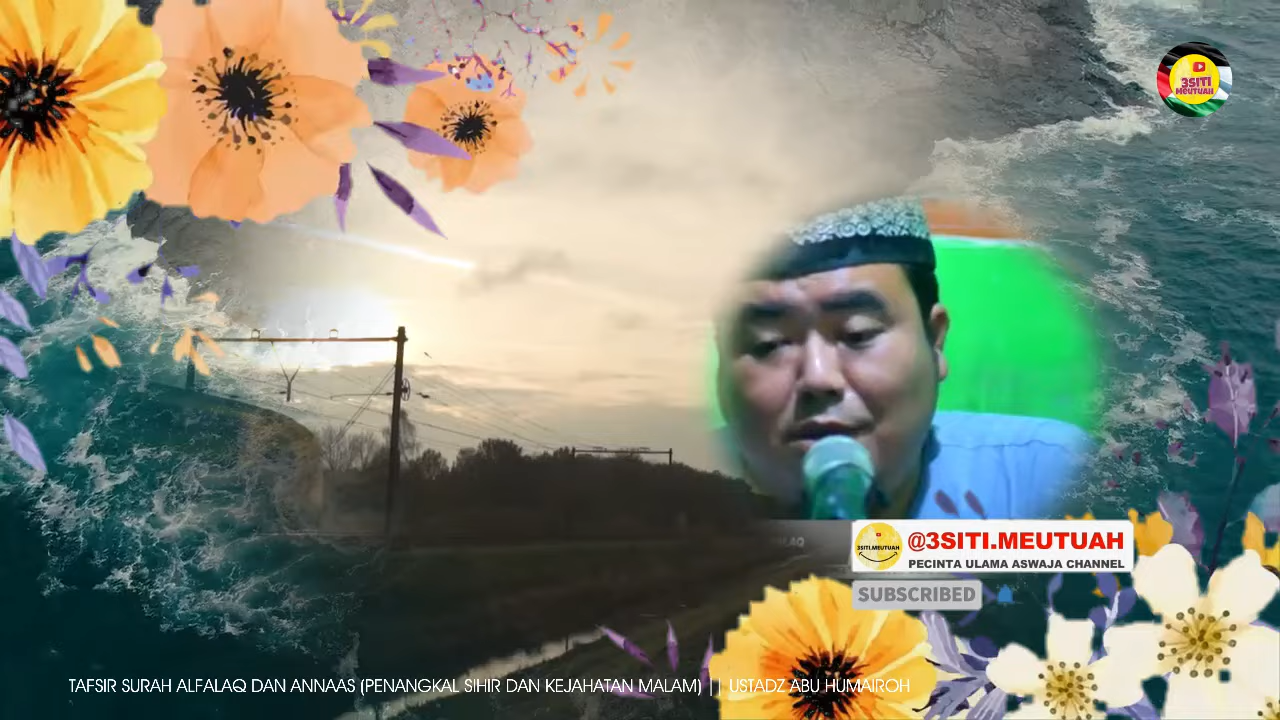 3SITI
MEUTUAH
3SITI.MEUTUAH
@3SITI.MEUTUAH
PECINTA ULAMA ASWAJA CHANNEL
SUBSCRIBED
TAFSIR SURAH ALFALAQ DAN ANNAAS (PENANGKAL SIHIR DAN KEJAHATAN MALAM) || USTADZ ABU HUMAIROH